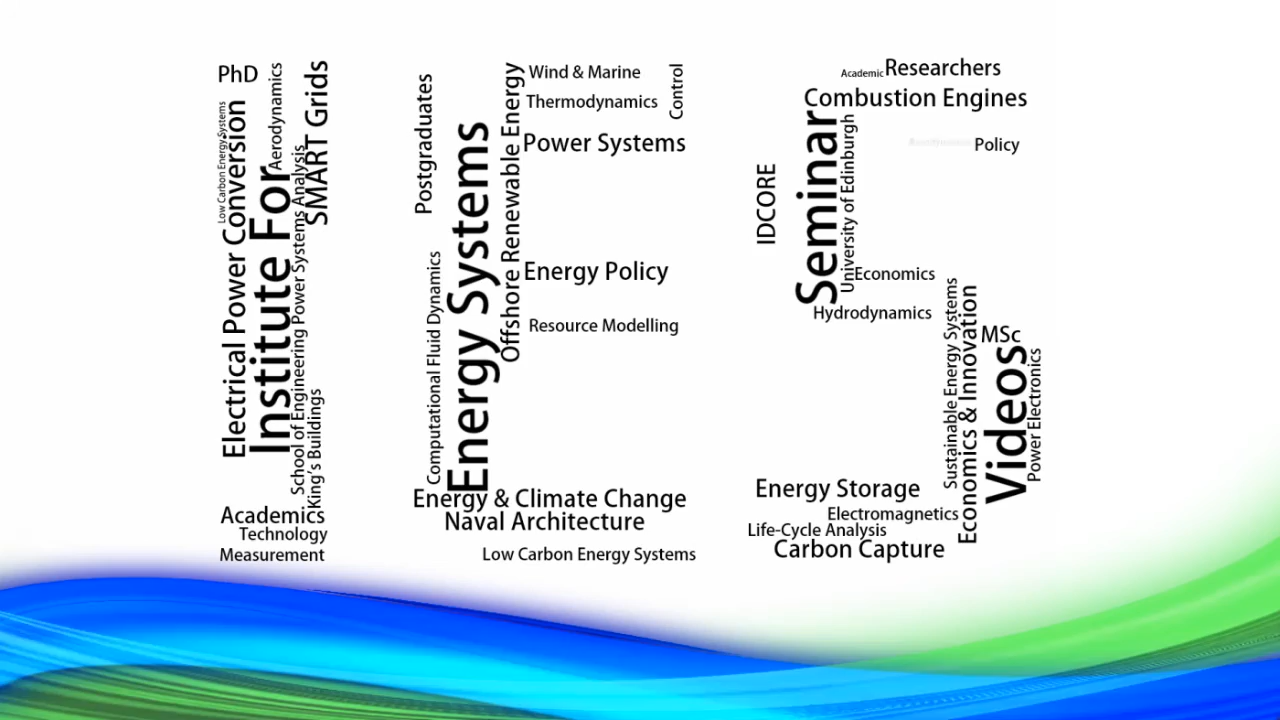 PhD
Low Carbon Energy Systems
Electrical Power Conversion
Institute For
Aerodynamics
School of Engineering
Power Systems Analysis
SMART Grids
King's Buildings
Academics
Technology
Measurement
Postgraduates
Computational Fluid Dynamics
Energy Systems
Offshore Renewable Energy
Wind & Marine
Control
Thermodynamics
Power Systems
Energy Policy
Resource Modelling
Energy & Climate Change
Naval Architecture
Low Carbon Energy Systems
Academic
Researchers
Combustion Engines
Policy
IDCORE
Seminar
University of Edinburgh
Economics
Hydrodynamics
Sustainable Energy Systems
Economics & Innovation
MSc
Videos
Power Electronics
Energy Storage
Electromagnetics
Life-Cycle Analysis
Carbon Capture